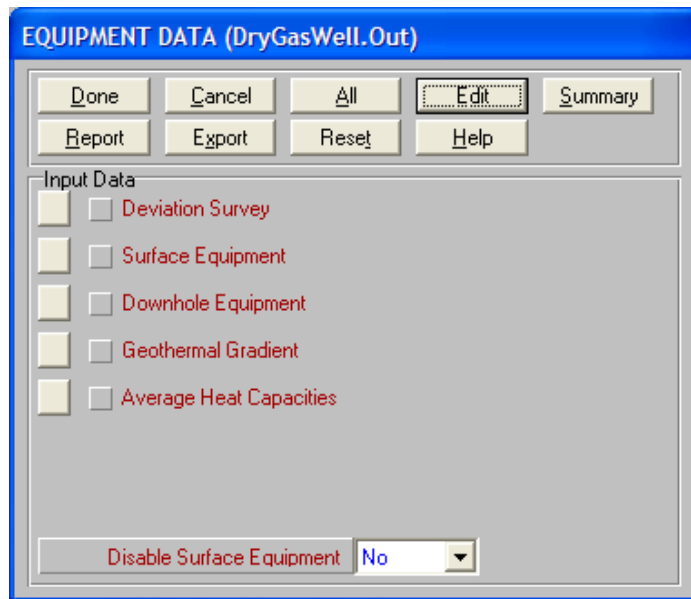 EQUIPMENT DATA (DryGasWell.Out)
Done Cancel All Edit Summary
Report Export Reset Help
Input Data
Deviation Survey
Surface Equipment
Downhole Equipment
Geothermal Gradient
Average Heat Capacities
Disable Surface Equipment No